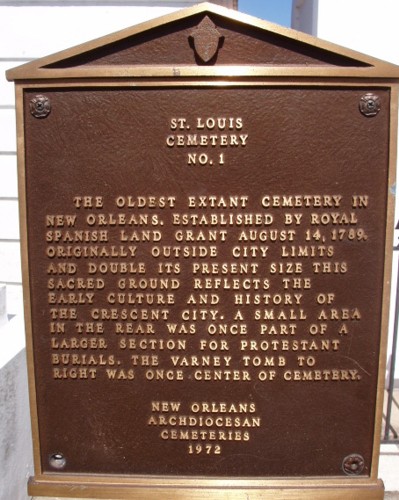 ST. LOUIS
CEMETERY
NO. 1
THE OLDEST EXTANT CEMETERY IN
NEW ORLEANS, ESTABLISHED BY ROYAL
SPANISH LAND GRANT AUGUST 14, 1789.
ORIGINALLY OUTSIDE CITY LIMITS
AND DOUBLE ITS PRESENT SIZE THIS
SACRED GROUND REFLECTS THE
EARLY CULTURE AND HISTORY OF
THE CRESCENT CITY. A SMALL AREA
IN THE REAR WAS ONCE PART OF A
LARGER SECTION FOR PROTESTANT
BURIALS. THE VARNEY TOMB TO
RIGHT WAS ONCE CENTER OF CEMETERY.
NEW ORLEANS
ARCHDIOCESAN
CEMETERIES
1972